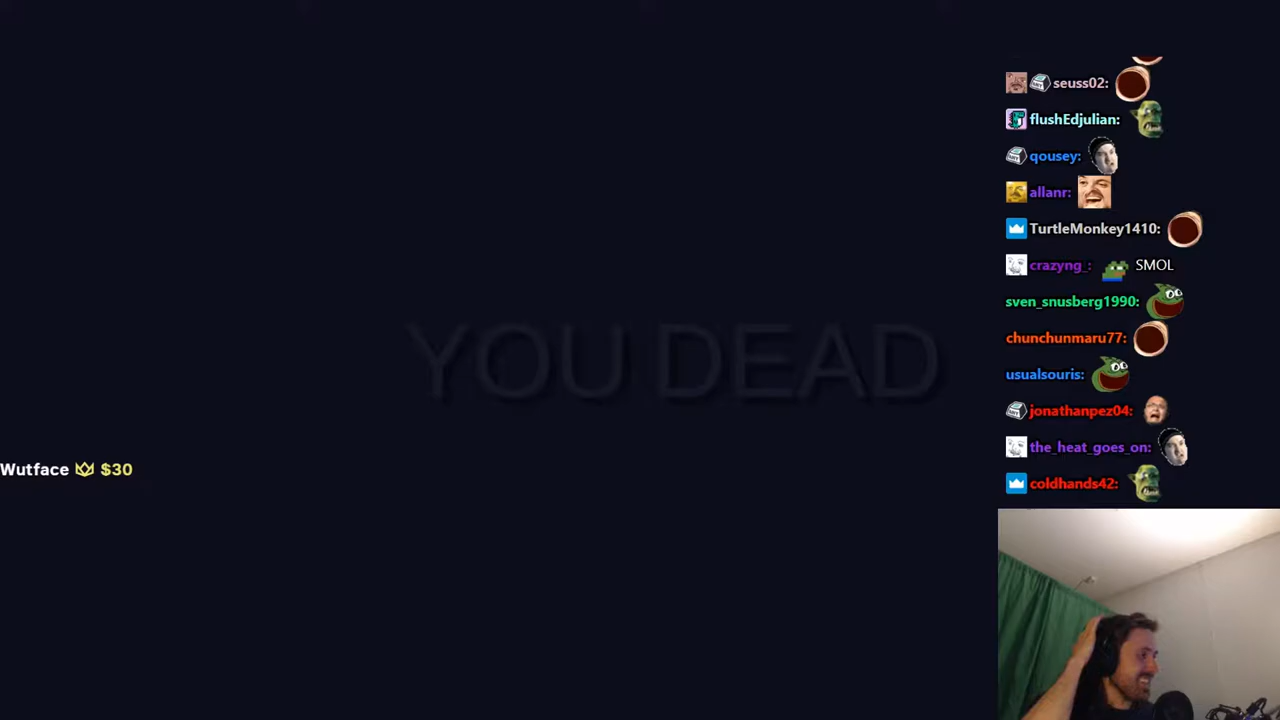 seuss02:
flushEdjulian:
qousey:
allanr:
TurtleMonkey1410:
crazyng_: SMOL
sven_snusberg1990:
chunchunmaru77:
YOU DEAD
usualsouris:
jonathanpez04:
the_heat_goes_on:
Wutface $30
coldhands42: